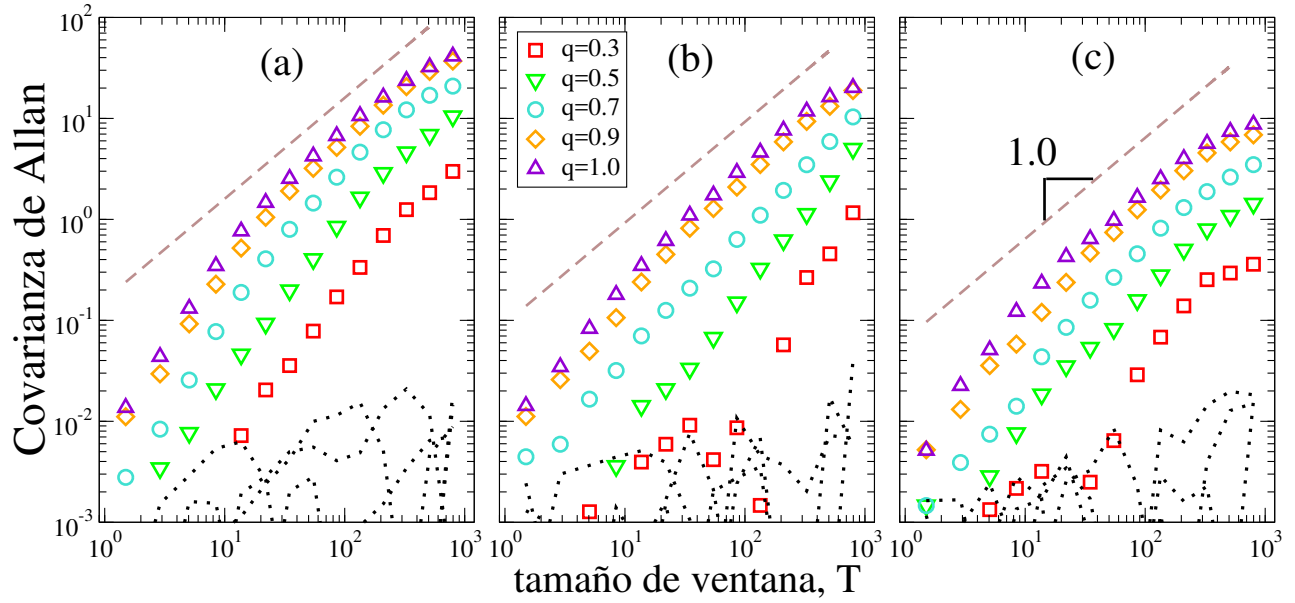 (a)
(b)
(c)
q=0.3
q=0.5
q=0.7
q=0.9
q=1.0
1.0
Covarianza de Allan
10^2
10^1
10^0
10^-1
10^-2
10^-3
10^0 10^1 10^2 10^3
10^0 10^1 10^2 10^3
10^0 10^1 10^2 10^3
tamaño de ventana, T